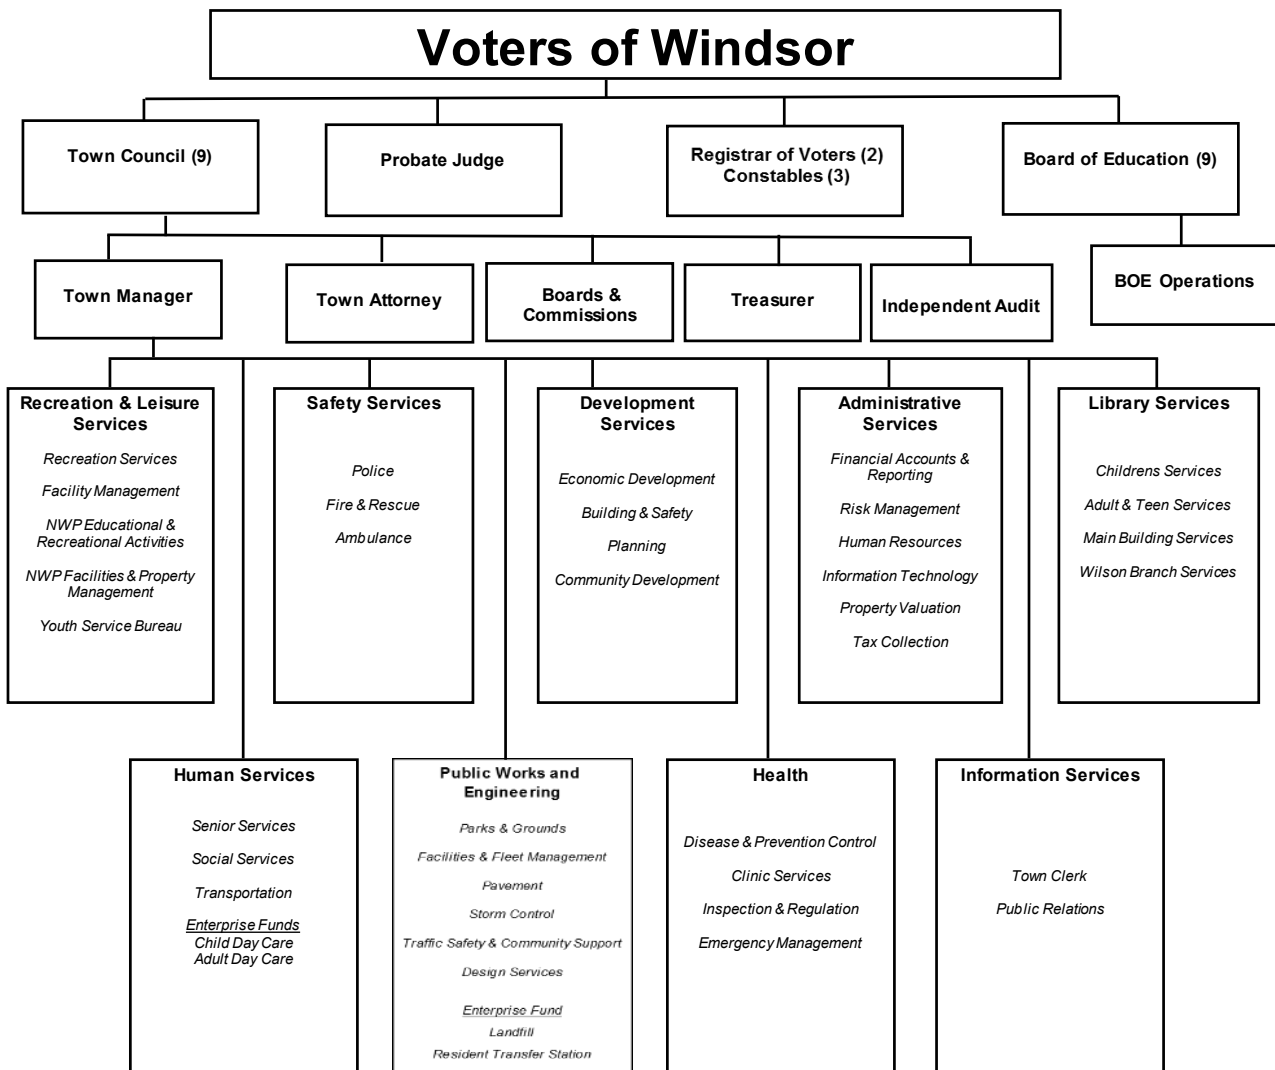 Voters of Windsor
Town Council (9)
Probate Judge
Registrar of Voters (2)
Constables (3)
Board of Education (9)
Town Manager
Town Attorney
Boards &
Commissions
Treasurer
Independent Audit
BOE Operations
Recreation & Leisure
Services
Recreation Services
Facility Management
NWP Educational &
Recreational Activities
NWP Facilities & Property
Management
Youth Service Bureau
Safety Services
Police
Fire & Rescue
Ambulance
Development
Services
Economic Development
Building & Safety
Planning
Community Development
Administrative
Services
Financial Accounts &
Reporting
Risk Management
Human Resources
Information Technology
Property Valuation
Tax Collection
Library Services
Childrens Services
Adult & Teen Services
Main Building Services
Wilson Branch Services
Human Services
Senior Services
Social Services
Transportation
Enterprise Funds
Child Day Care
Adult Day Care
Public Works and
Engineering
Parks & Grounds
Facilities & Fleet Management
Pavement
Storm Control
Traffic Safety & Community Support
Design Services
Enterprise Fund
Landfill
Resident Transfer Station
Health
Disease & Prevention Control
Clinic Services
Inspection & Regulation
Emergency Management
Information Services
Town Clerk
Public Relations